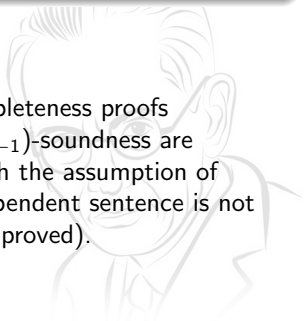 pleteness proofs
₋₁)-soundness are
h the assumption of
pendent sentence is not
proved).